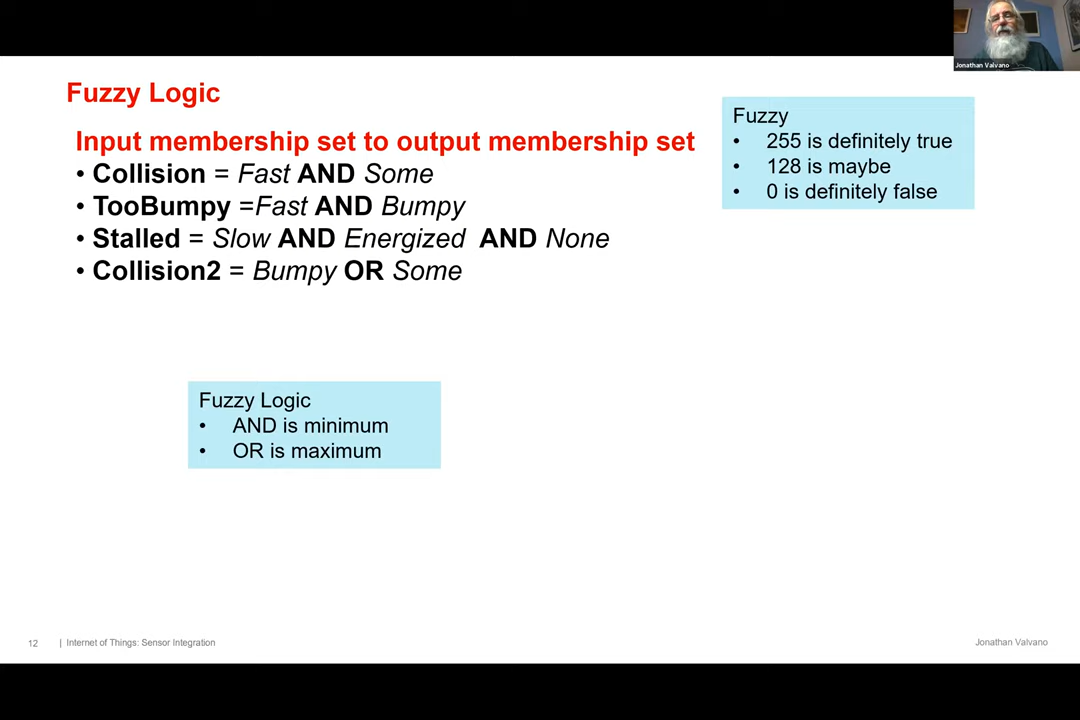 Jonathan Valvano
Fuzzy Logic
Input membership set to output membership set
• Collision = Fast AND Some
• TooBumpy =Fast AND Bumpy
• Stalled = Slow AND Energized AND None
• Collision2 = Bumpy OR Some
Fuzzy
• 255 is definitely true
• 128 is maybe
• 0 is definitely false
Fuzzy Logic
• AND is minimum
• OR is maximum
12 | Internet of Things: Sensor Integration
Jonathan Valvano